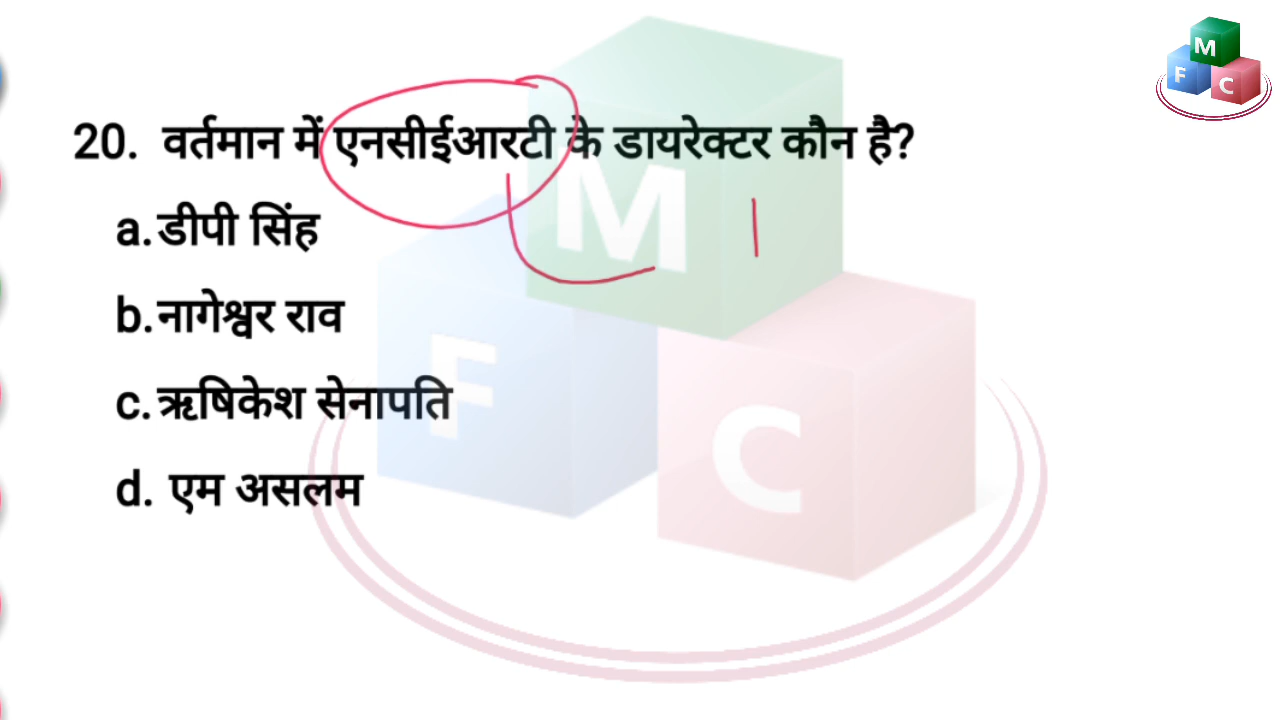 M
F C
20. वर्तमान में एनसीईआरटी के डायरेक्टर कौन है?
a. डीपी सिंह
b. नागेश्वर राव
c. ऋषिकेश सेनापति
d. एम असलम
M
F
C